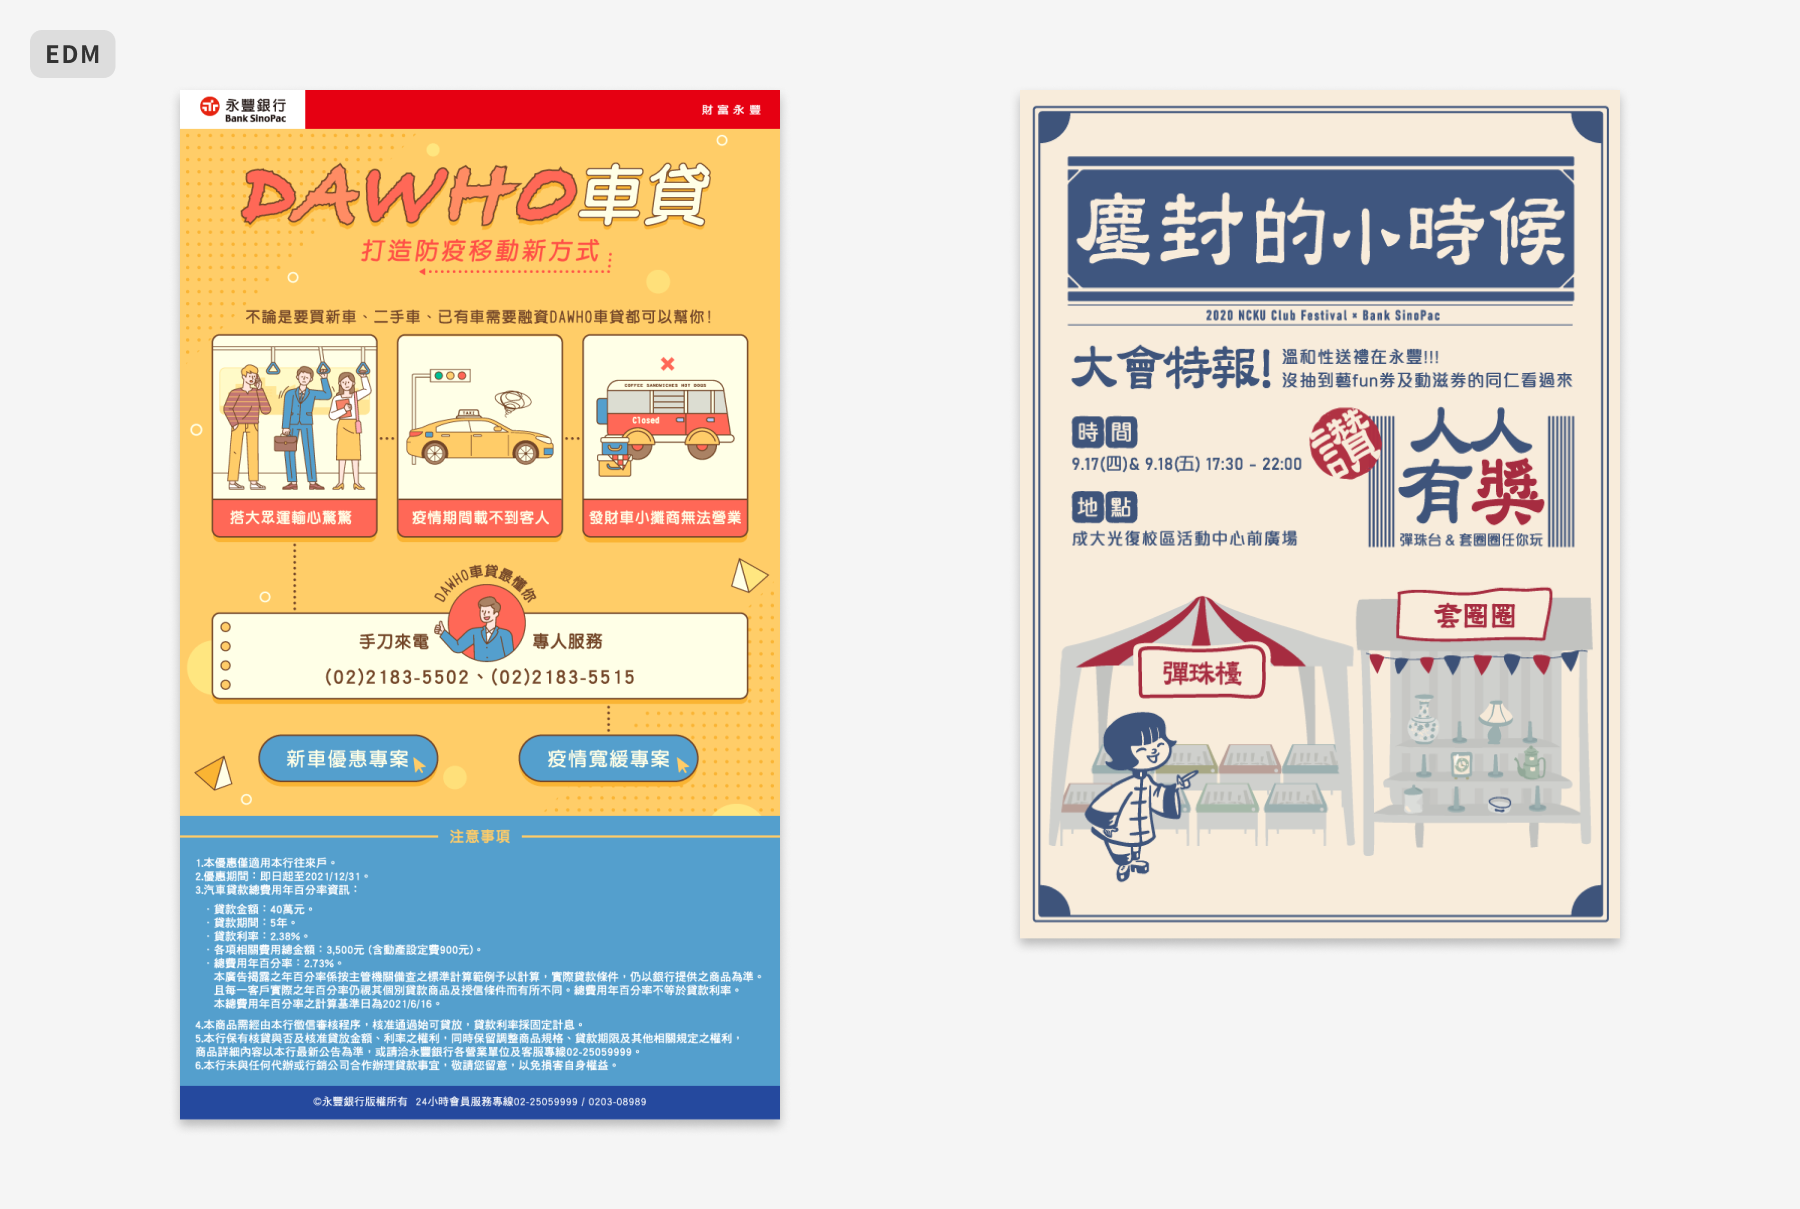 EDM
永豐銀行
Bank SinoPac
財富永豐
DAWHO車貸
打造防疫移動新方式
不論是要買新車、二手車、已有車需要融資DAWHO車貸都可以幫你!
TAXI
COFFEE SANDWICHES HOT DOGS
Closed
搭大眾運輸心驚驚
疫情期間載不到客人
發財車小攤商無法營業
DAWHO車貸最懂你
手刀來電 專人服務
(02)2183-5502、(02)2183-5515
新車優惠專案
疫情寬緩專案
注意事項
1.本優惠僅適用本行往來戶。
2.優惠期間：即日起至2021/12/31。
3.汽車貸款總費用年百分率資訊：
·貸款金額：40萬元。
·貸款期間：5年。
·貸款利率：2.38%。
·各項相關費用總金額：3,500元 (含動產設定費900元)。
·總費用年百分率：2.73%。
本廣告揭露之年百分率係按主管機關備查之標準計算範例予以計算，實際貸款條件，仍以銀行提供之商品為準。
且每一客戶實際之年百分率仍視其個別貸款商品及授信條件而有所不同。總費用年百分率不等於貸款利率。
本總費用年百分率之計算基準日為2021/6/16。
4.本商品需經由本行徵信審核程序，核准通過始可貸放，貸款利率採固定計息。
5.本行保有核貸與否及核准貸放金額、利率之權利，同時保留調整商品規格、貸款期限及其他相關規定之權利，
商品詳細內容以本行最新公告為準，或請洽永豐銀行各營業單位及客服專線02-25059999。
6.本行未與任何代辦或行銷公司合作辦理貸款事宜，敬請您留意，以免損害自身權益。
©永豐銀行版權所有 24小時會員服務專線02-25059999 / 0203-08989
塵封的小時候
2020 NCKU Club Festival × Bank SinoPac
大會特報!
溫和性送禮在永豐!!!
沒抽到藝fun券及動滋券的同仁看過來
時間
9.17(四)& 9.18(五) 17:30 - 22:00
地點
成大光復校區活動中心前廣場
讚
人人
有獎
彈珠台 & 套圈圈任你玩
套圈圈
彈珠檯